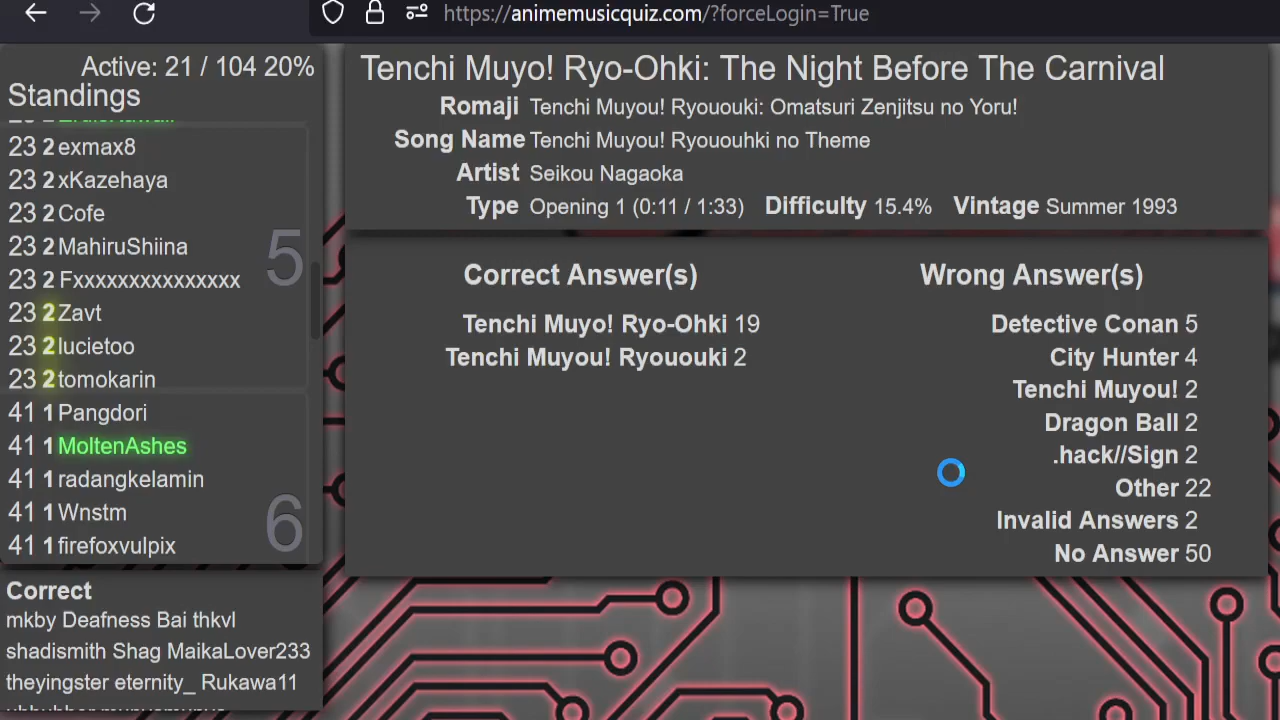 https://animemusicquiz.com/?forceLogin=True
Active: 21 / 104 20%
Standings
23 2 exmax8
23 2 xKazehaya
23 2 Cofe
23 2 MahiruShiina
5
23 2 Fxxxxxxxxxxxxxxx
23 2 Zavt
23 2 lucietoo
23 2 tomokarin
41 1 Pangdori
41 1 MoltenAshes
41 1 radangkelamin
41 1 Wnstm
6
41 1 firefoxvulpix
Correct
mkby Deafness Bai thkvl
shadismith Shag MaikaLover233
theyingster eternity_ Rukawa11
Tenchi Muyo! Ryo-Ohki: The Night Before The Carnival
Romaji Tenchi Muyou! Ryououki: Omatsuri Zenjitsu no Yoru!
Song Name Tenchi Muyou! Ryououhki no Theme
Artist Seikou Nagaoka
Type Opening 1 (0:11 / 1:33) Difficulty 15.4% Vintage Summer 1993
Correct Answer(s)
Tenchi Muyo! Ryo-Ohki 19
Tenchi Muyou! Ryououki 2
Wrong Answer(s)
Detective Conan 5
City Hunter 4
Tenchi Muyou! 2
Dragon Ball 2
.hack//Sign 2
Other 22
Invalid Answers 2
No Answer 50